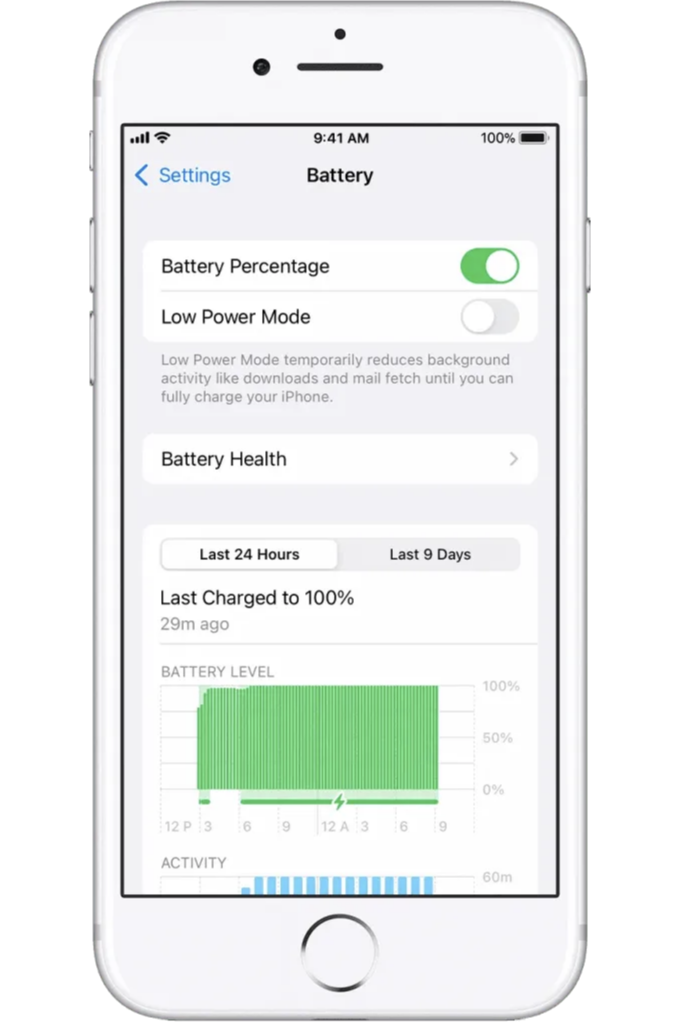 9:41 AM 100%
Settings Battery
Battery Percentage
Low Power Mode
Low Power Mode temporarily reduces background
activity like downloads and mail fetch until you can
fully charge your iPhone.
Battery Health
Last 24 Hours Last 9 Days
Last Charged to 100%
29m ago
BATTERY LEVEL
100%
50%
0%
12 P 3 6 9 12 A 3 6 9
ACTIVITY
60m